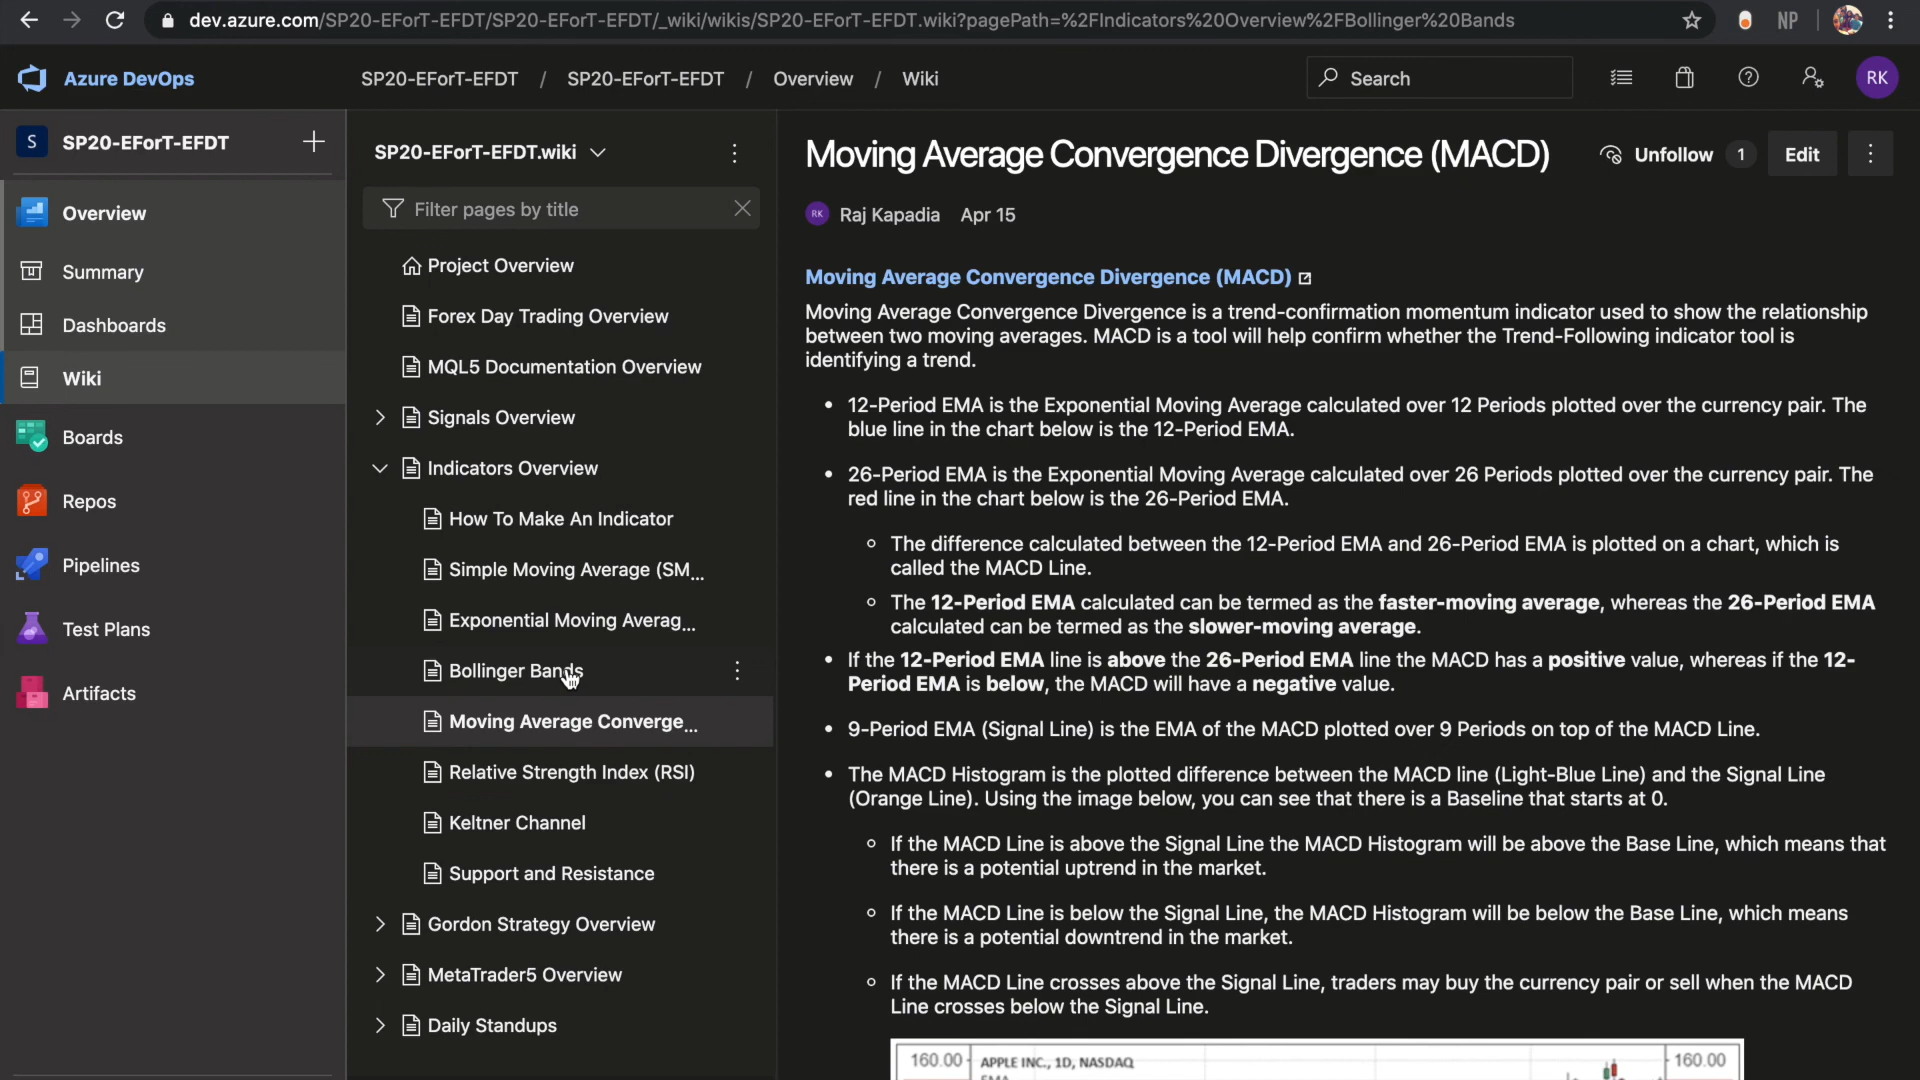 dev.azure.com/SP20-EForT-EFDT/SP20-EForT-EFDT/_wiki/wikis/SP20-EForT-EFDT.wiki?pagePath=%2FIndicators%20Overview%2FBollinger%20Bands
NP
Azure DevOps
SP20-EForT-EFDT / SP20-EForT-EFDT / Overview / Wiki
Search
RK
S SP20-EForT-EFDT
Overview
Summary
Dashboards
Wiki
Boards
Repos
Pipelines
Test Plans
Artifacts
SP20-EForT-EFDT.wiki
Filter pages by title
Project Overview
Forex Day Trading Overview
MQL5 Documentation Overview
Signals Overview
Indicators Overview
How To Make An Indicator
Simple Moving Average (SM...
Exponential Moving Averag...
Bollinger Bands
Moving Average Converge...
Relative Strength Index (RSI)
Keltner Channel
Support and Resistance
Gordon Strategy Overview
MetaTrader5 Overview
Daily Standups
Moving Average Convergence Divergence (MACD)
Unfollow 1 Edit
RK Raj Kapadia Apr 15
Moving Average Convergence Divergence (MACD)
Moving Average Convergence Divergence is a trend-confirmation momentum indicator used to show the relationship
between two moving averages. MACD is a tool will help confirm whether the Trend-Following indicator tool is
identifying a trend.
• 12-Period EMA is the Exponential Moving Average calculated over 12 Periods plotted over the currency pair. The
blue line in the chart below is the 12-Period EMA.
• 26-Period EMA is the Exponential Moving Average calculated over 26 Periods plotted over the currency pair. The
red line in the chart below is the 26-Period EMA.
◦ The difference calculated between the 12-Period EMA and 26-Period EMA is plotted on a chart, which is
called the MACD Line.
◦ The 12-Period EMA calculated can be termed as the faster-moving average, whereas the 26-Period EMA
calculated can be termed as the slower-moving average.
• If the 12-Period EMA line is above the 26-Period EMA line the MACD has a positive value, whereas if the 12-
Period EMA is below, the MACD will have a negative value.
• 9-Period EMA (Signal Line) is the EMA of the MACD plotted over 9 Periods on top of the MACD Line.
• The MACD Histogram is the plotted difference between the MACD line (Light-Blue Line) and the Signal Line
(Orange Line). Using the image below, you can see that there is a Baseline that starts at 0.
◦ If the MACD Line is above the Signal Line the MACD Histogram will be above the Base Line, which means that
there is a potential uptrend in the market.
◦ If the MACD Line is below the Signal Line, the MACD Histogram will be below the Base Line, which means
there is a potential downtrend in the market.
◦ If the MACD Line crosses above the Signal Line, traders may buy the currency pair or sell when the MACD
Line crosses below the Signal Line.
160.00 APPLE INC., 1D, NASDAQ 160.00
EMA